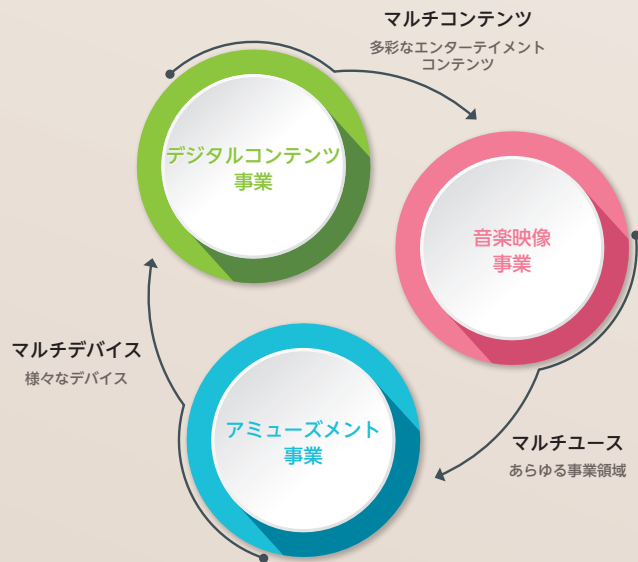 マルチコンテンツ
多彩なエンターテイメント
コンテンツ
デジタルコンテンツ
事業
音楽映像
事業
マルチデバイス
様々なデバイス
アミューズメント
事業
マルチユース
あらゆる事業領域